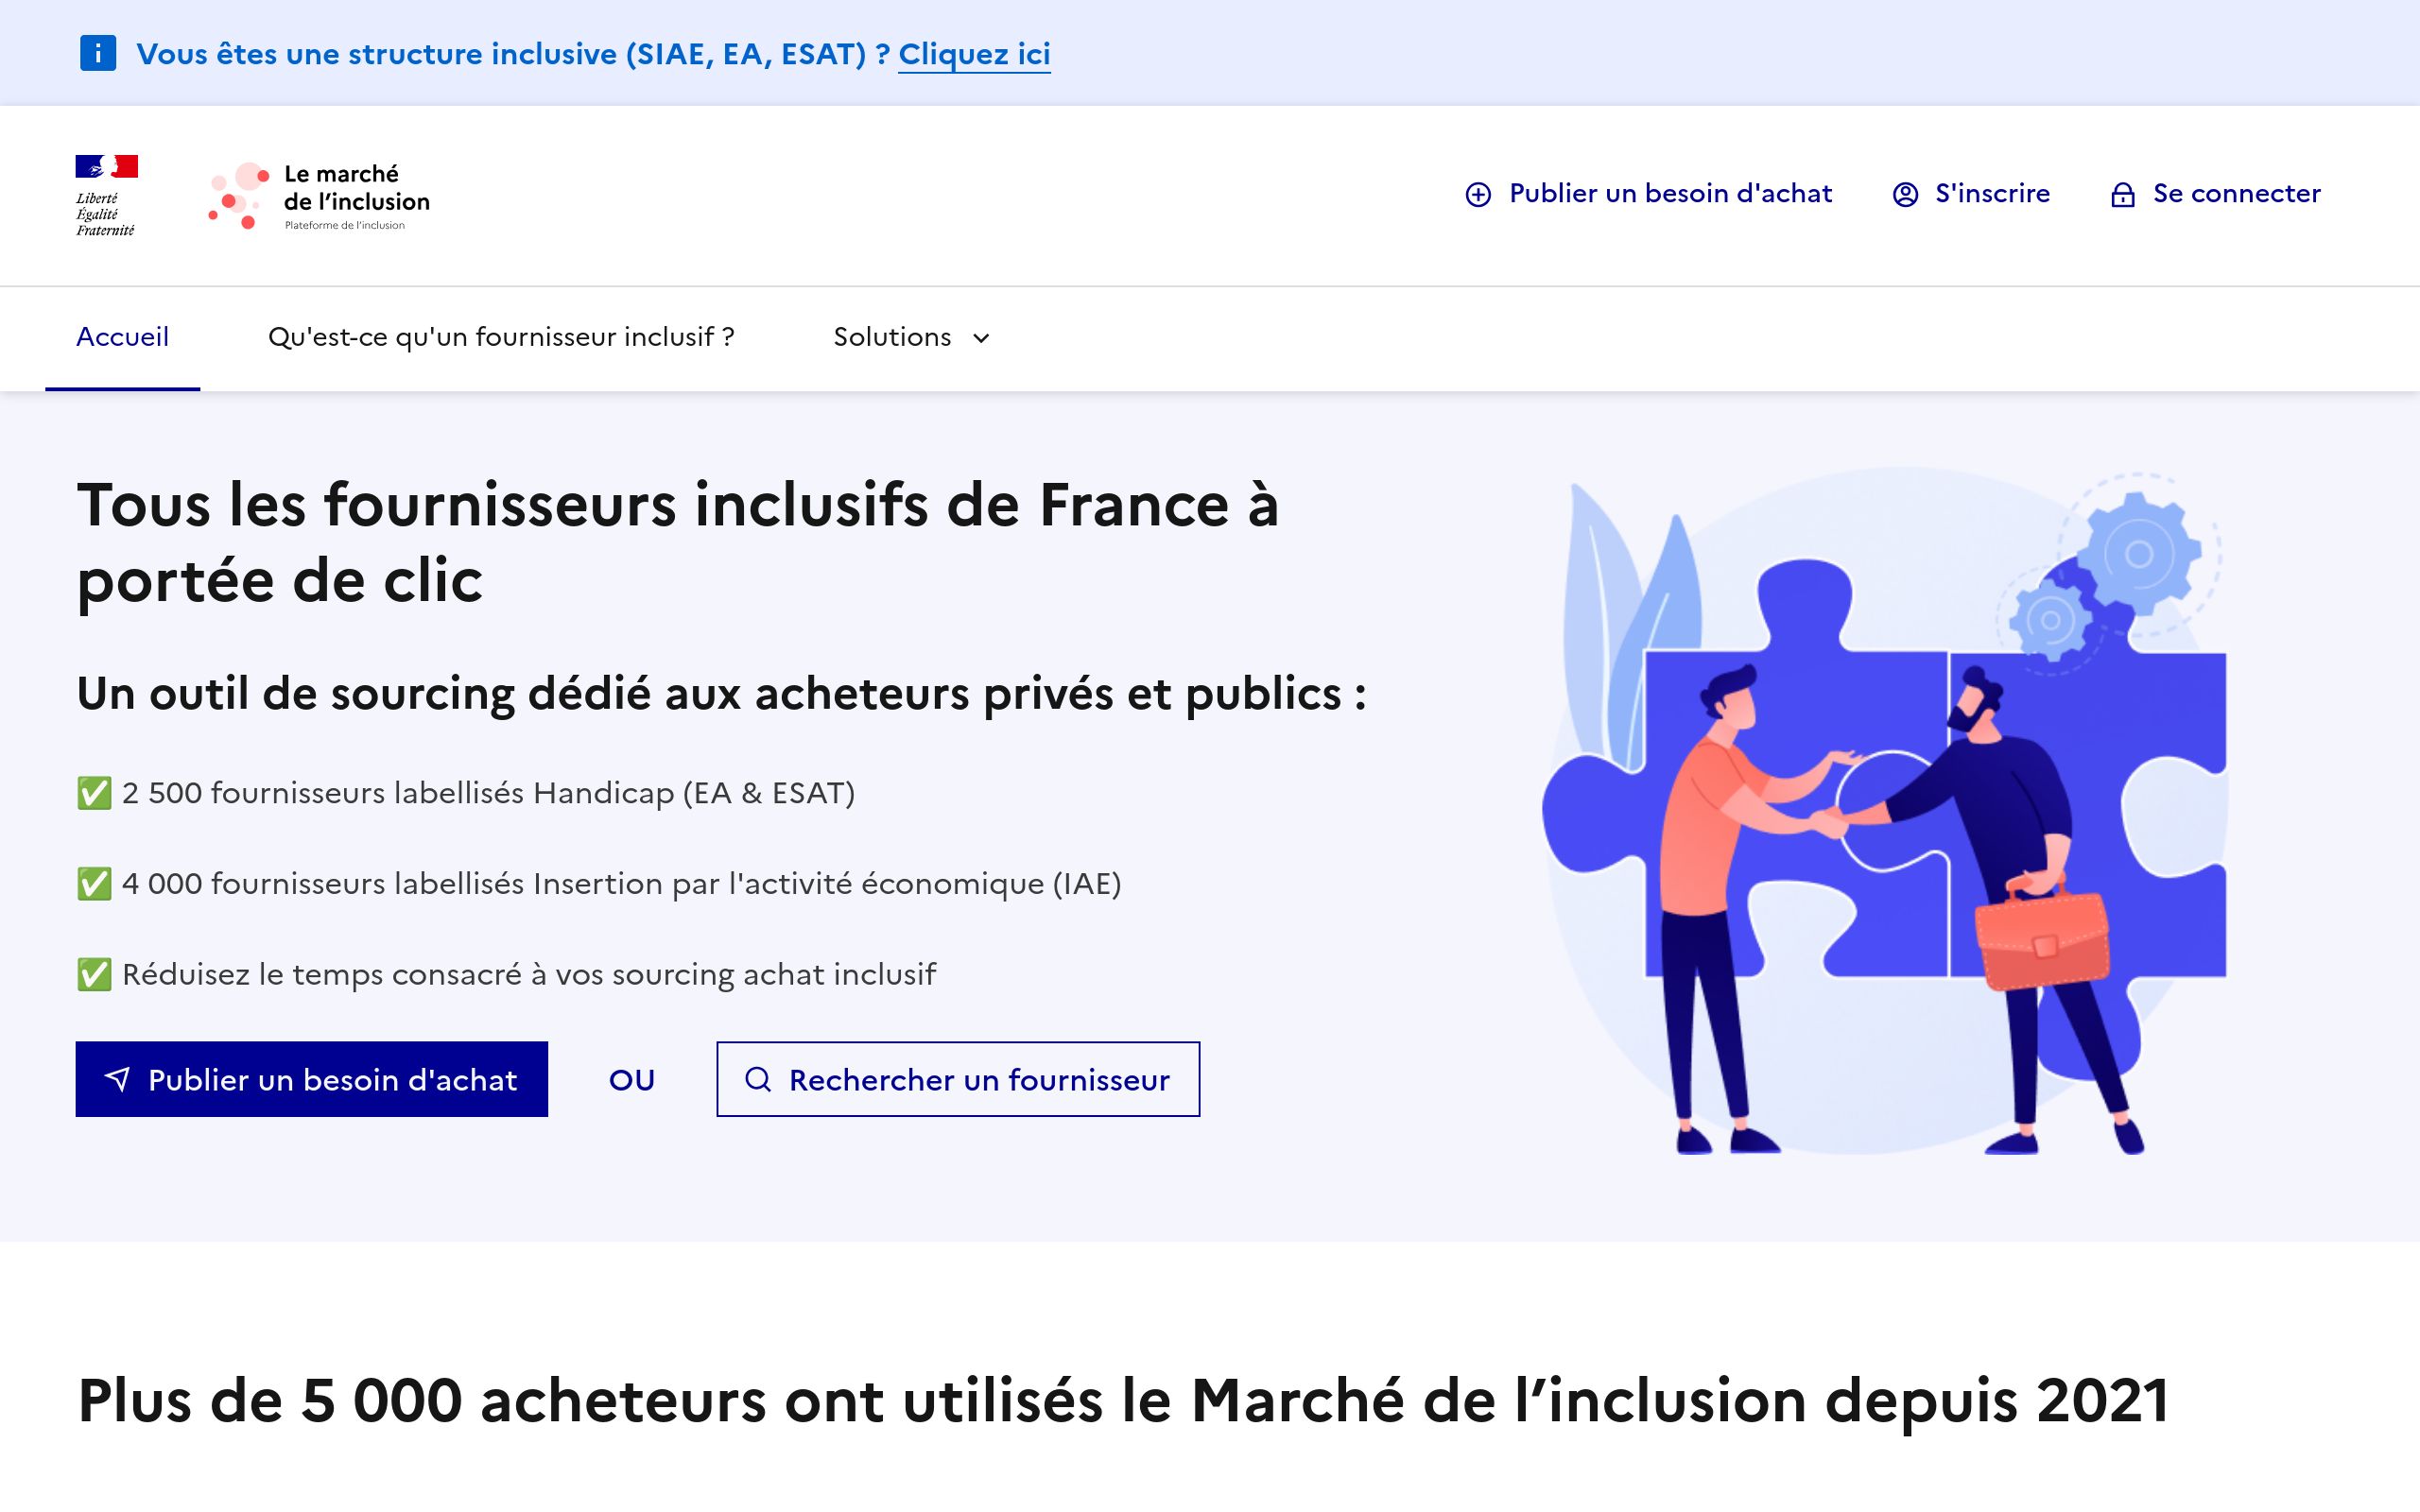 Vous êtes une structure inclusive (SIAE, EA, ESAT) ? Cliquez ici
Liberté
Égalité
Fraternité
Le marché
de l’inclusion
Plateforme de l’inclusion
Publier un besoin d'achat
S'inscrire
Se connecter
Accueil
Qu'est-ce qu'un fournisseur inclusif ?
Solutions
Tous les fournisseurs inclusifs de France à
portée de clic
Un outil de sourcing dédié aux acheteurs privés et publics :
✅ 2 500 fournisseurs labellisés Handicap (EA & ESAT)
✅ 4 000 fournisseurs labellisés Insertion par l'activité économique (IAE)
✅ Réduisez le temps consacré à vos sourcing achat inclusif
Publier un besoin d'achat
OU
Rechercher un fournisseur
Plus de 5 000 acheteurs ont utilisés le Marché de l’inclusion depuis 2021